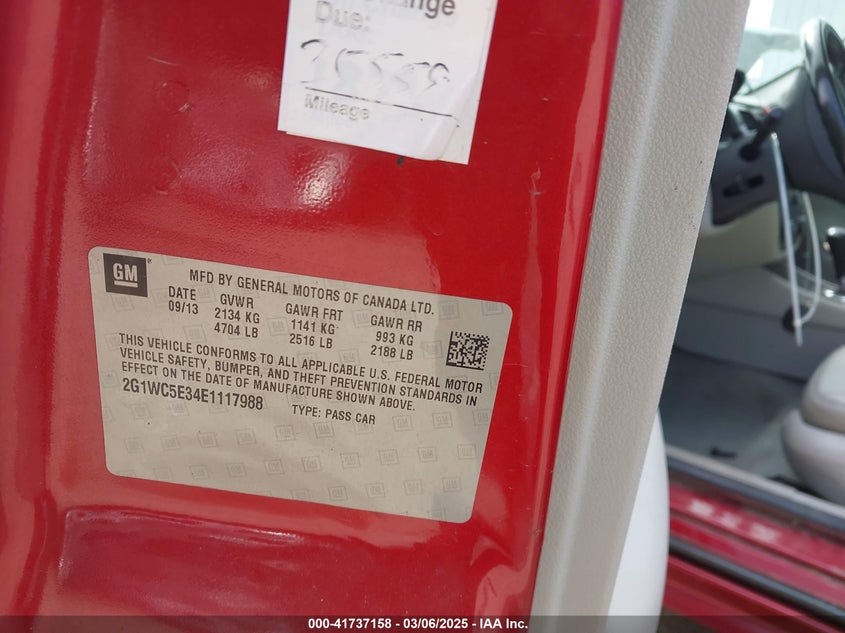 Change
Due:
35559
Mileage
GM
MFD BY GENERAL MOTORS OF CANADA LTD.
DATE GVWR GAWR FRT GAWR RR
09/13 2134 KG 1141 KG 993 KG
4704 LB 2516 LB 2188 LB
THIS VEHICLE CONFORMS TO ALL APPLICABLE U.S. FEDERAL MOTOR
VEHICLE SAFETY, BUMPER, AND THEFT PREVENTION STANDARDS IN
EFFECT ON THE DATE OF MANUFACTURE SHOWN ABOVE.
2G1WC5E34E1117988 TYPE: PASS CAR
000-41737158 - 03/06/2025 - IAA Inc.